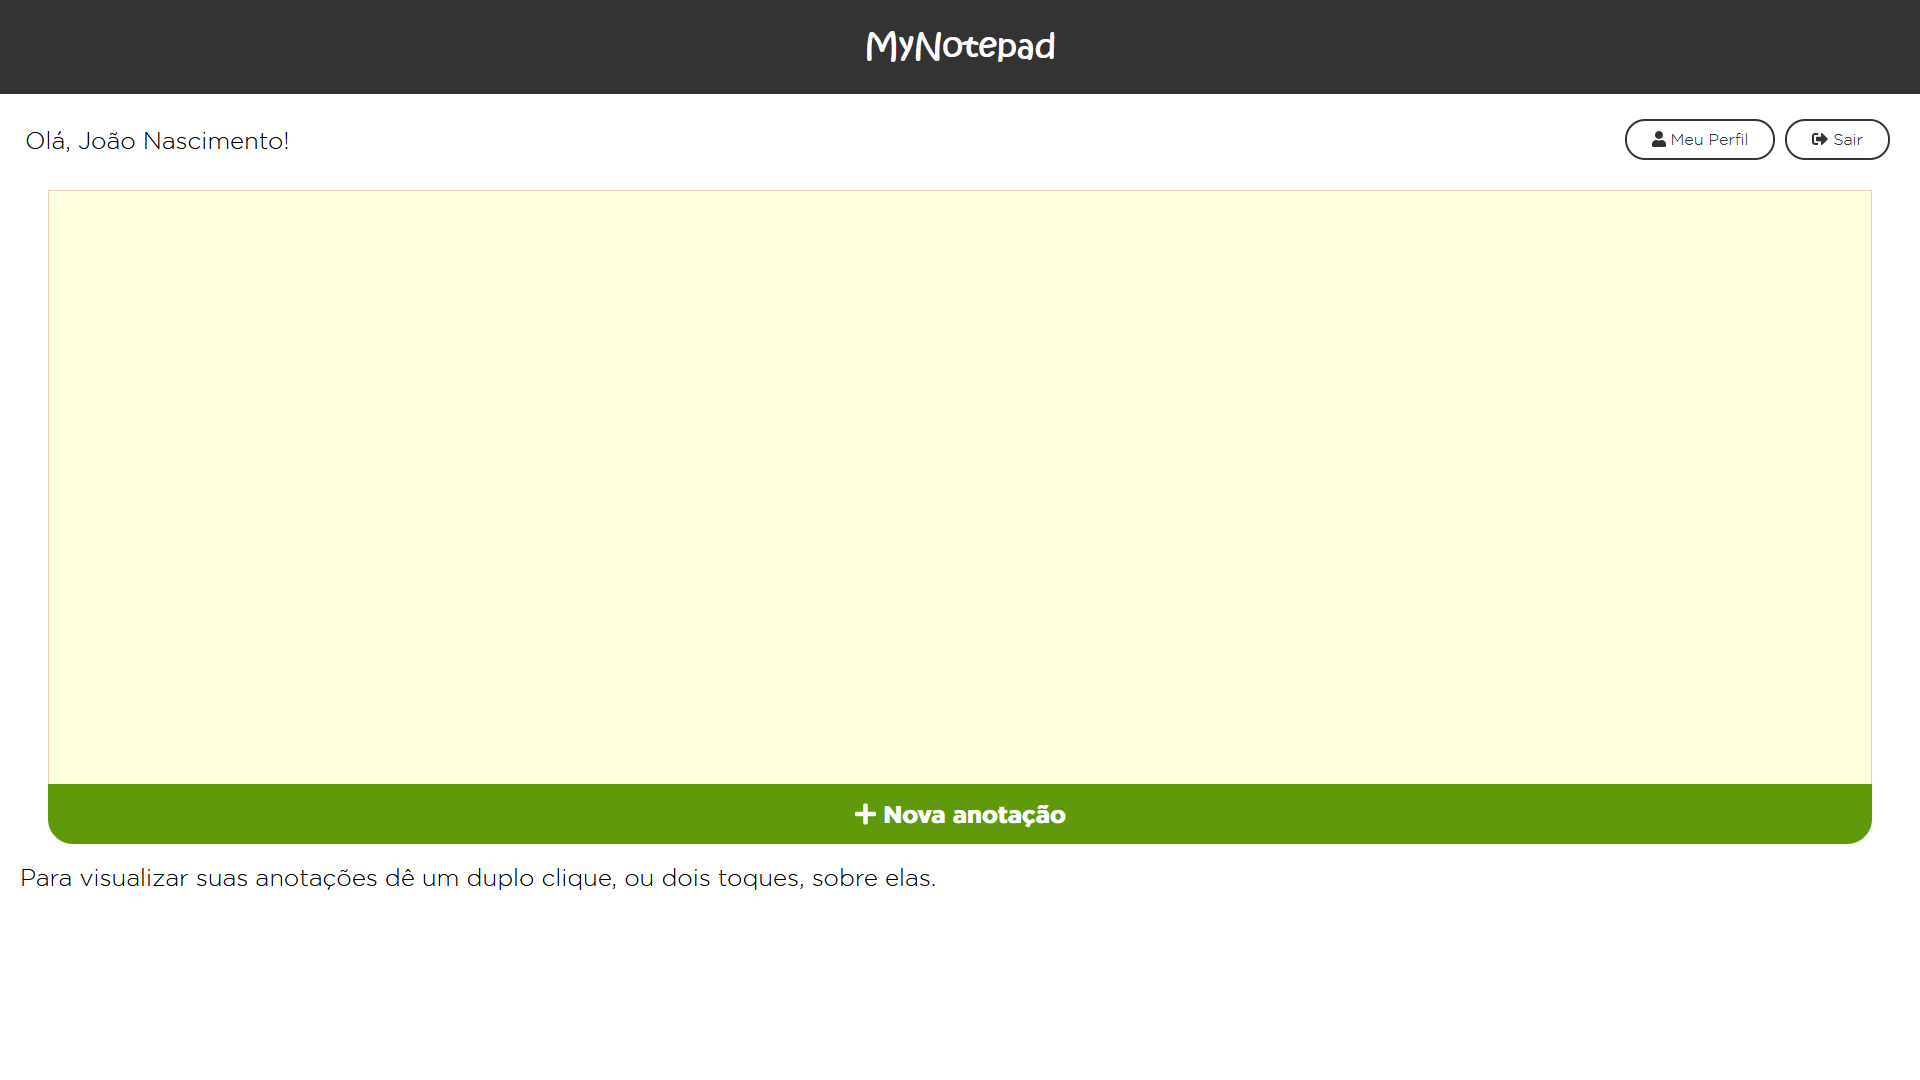 MyNotepad
Olá, João Nascimento!
Meu Perfil
Sair
Nova anotação
Para visualizar suas anotações dê um duplo clique, ou dois toques, sobre elas.